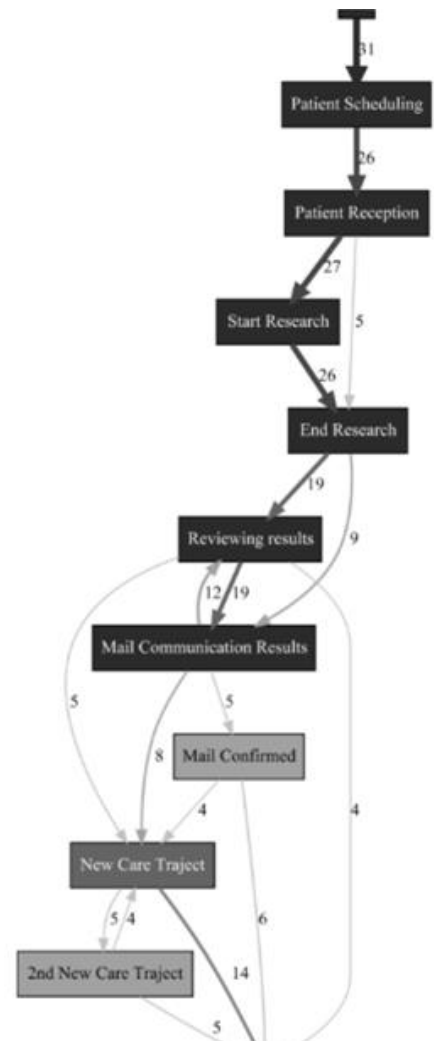 31
Patient Scheduling
26
Patient Reception
27
5
Start Research
26
End Research
19
9
Reviewing results
12 19
Mail Communication Results
5
5
8
Mail Confirmed
4
4
New Care Traject
5 4
6
2nd New Care Traject
14
5